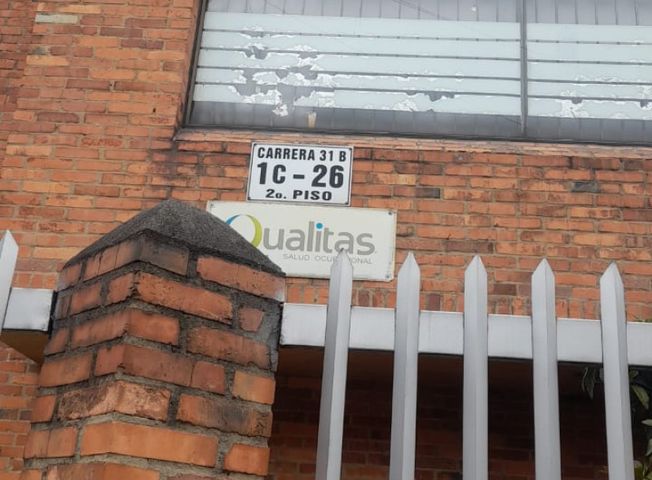 CARRERA 31 B
1C - 26
2o. PISO
Qualitas
SALUD OCUPACIONAL